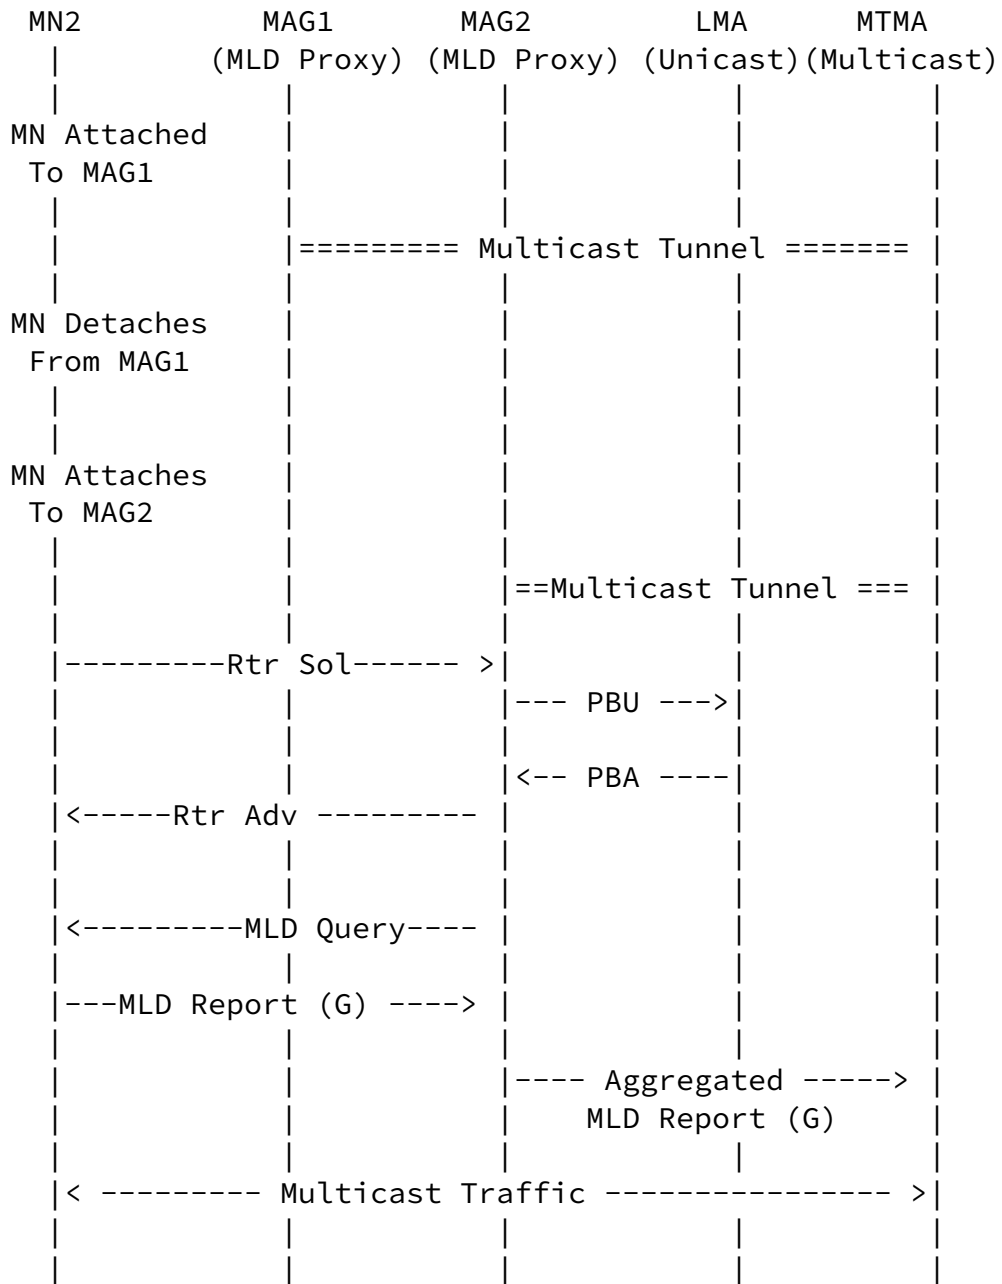 MN2 MAG1 MAG2 LMA MTMA
(MLD Proxy) (MLD Proxy) (Unicast)(Multicast)
MN Attached
To MAG1
========= Multicast Tunnel =======
MN Detaches
From MAG1
MN Attaches
To MAG2
==Multicast Tunnel ===
---------Rtr Sol------ >
--- PBU --->
<-- PBA ----
<-----Rtr Adv ---------
<---------MLD Query----
---MLD Report (G) ---->
---- Aggregated ----->
MLD Report (G)
< --------- Multicast Traffic ---------------- >